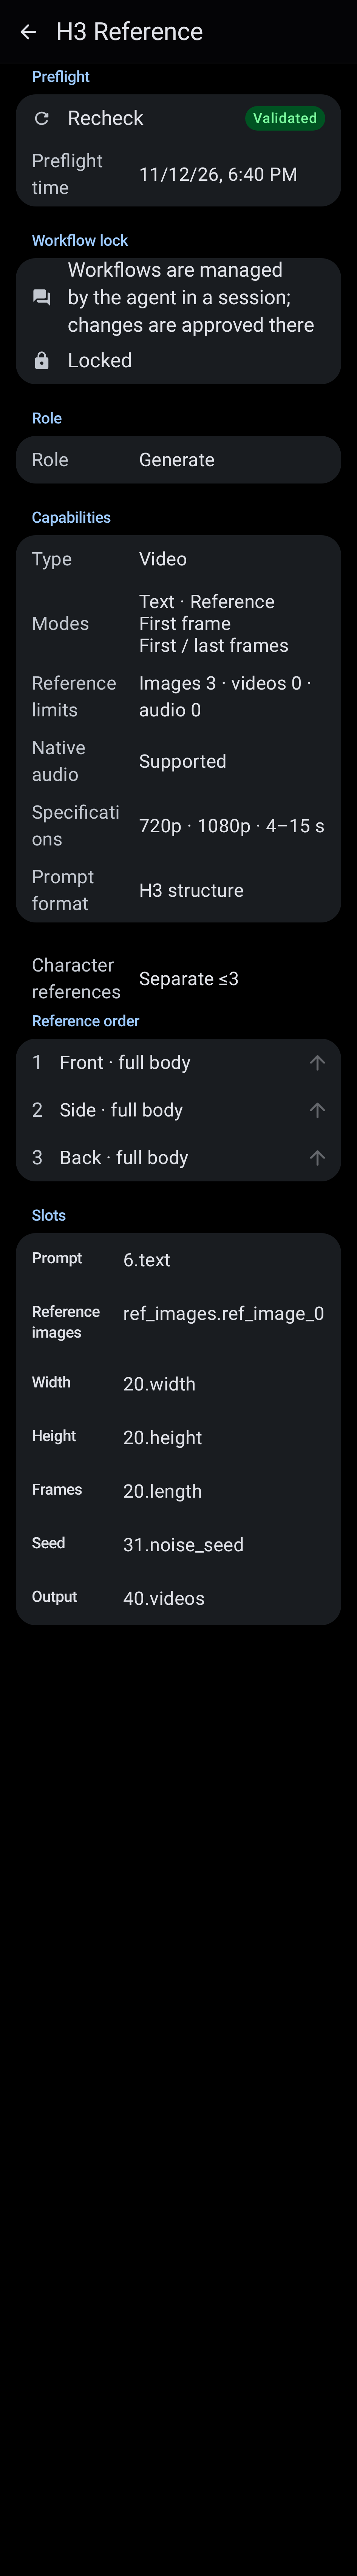 H3 Reference
Preflight
Recheck
Validated
Preflight
time
11/12/26, 6:40 PM
Workflow lock
Workflows are managed
by the agent in a session;
changes are approved there
Locked
Role
Role
Generate
Capabilities
Type
Video
Modes
Text · Reference
First frame
First / last frames
Reference
limits
Images 3 · videos 0 ·
audio 0
Native
audio
Supported
Specificati
ons
720p · 1080p · 4–15 s
Prompt
format
H3 structure
Character
references
Separate ≤3
Reference order
1 Front · full body
2 Side · full body
3 Back · full body
Slots
Prompt
6.text
Reference
images
ref_images.ref_image_0
Width
20.width
Height
20.height
Frames
20.length
Seed
31.noise_seed
Output
40.videos